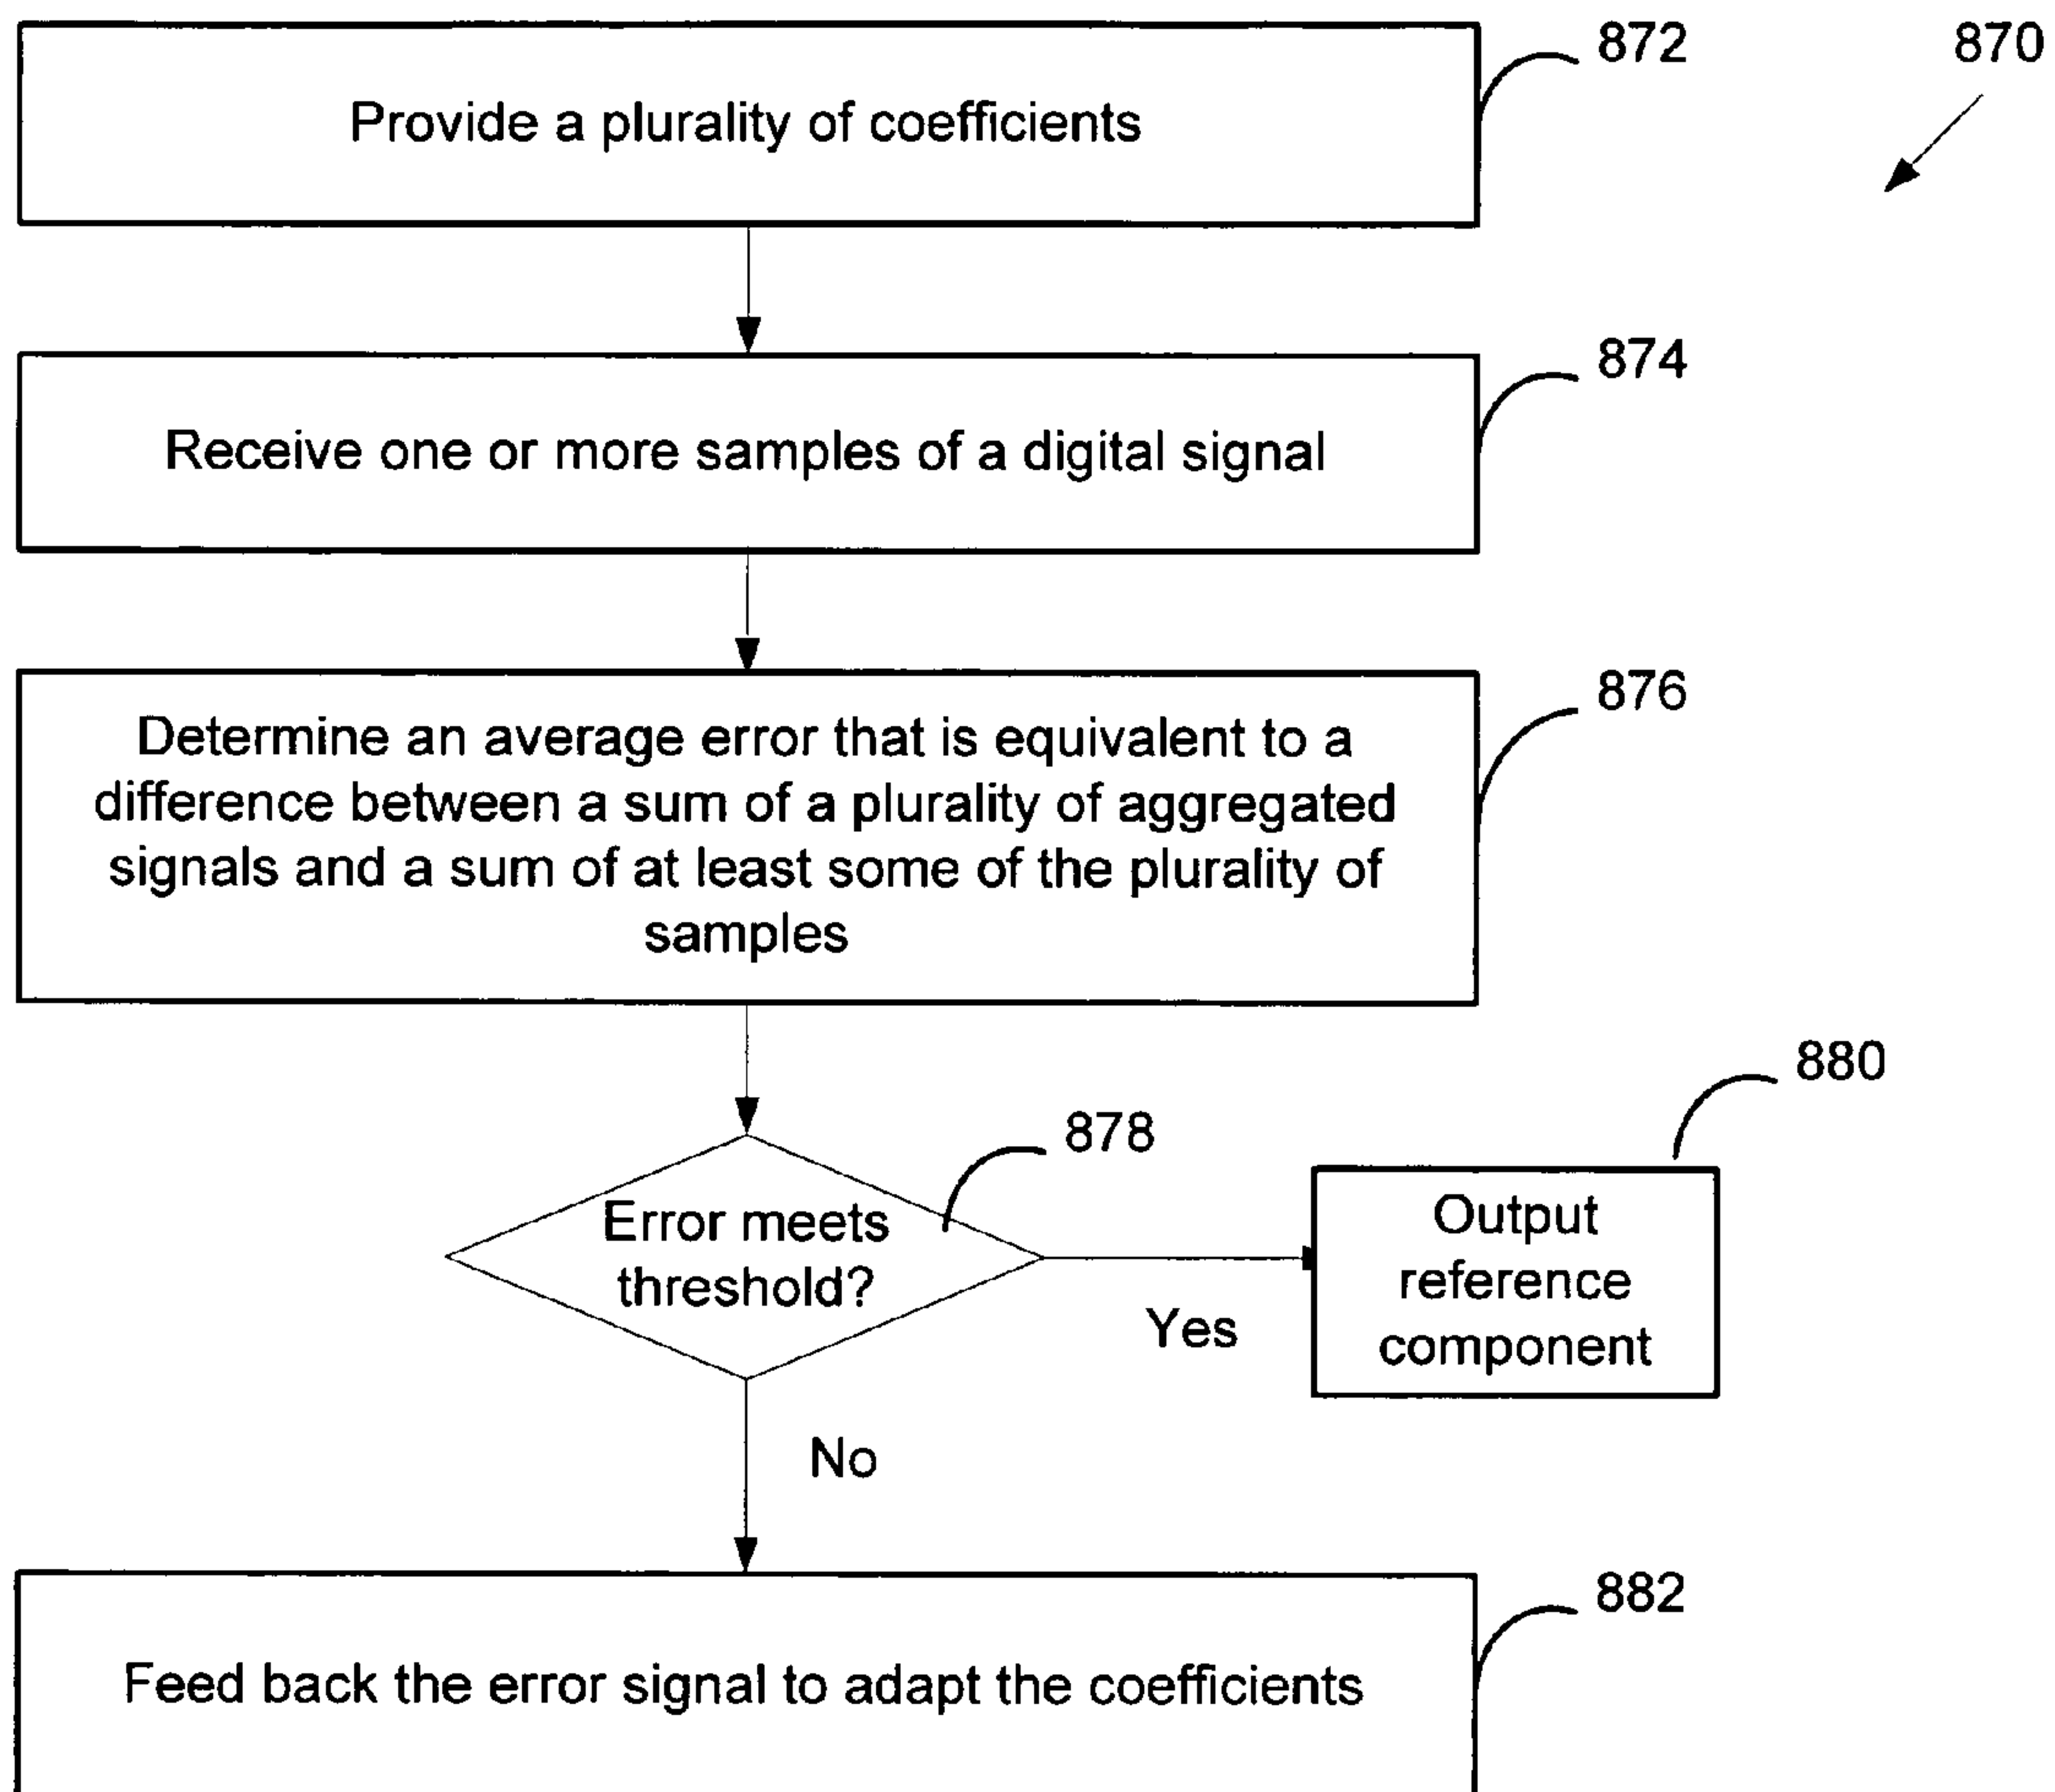 872
870
Provide a plurality of coefficients
874
Receive one or more samples of a digital signal
876
Determine an average error that is equivalent to a
difference between a sum of a plurality of aggregated
signals and a sum of at least some of the plurality of
samples
880
878
Error meets
threshold?
Output
reference
component
Yes
No
882
Feed back the error signal to adapt the coefficients